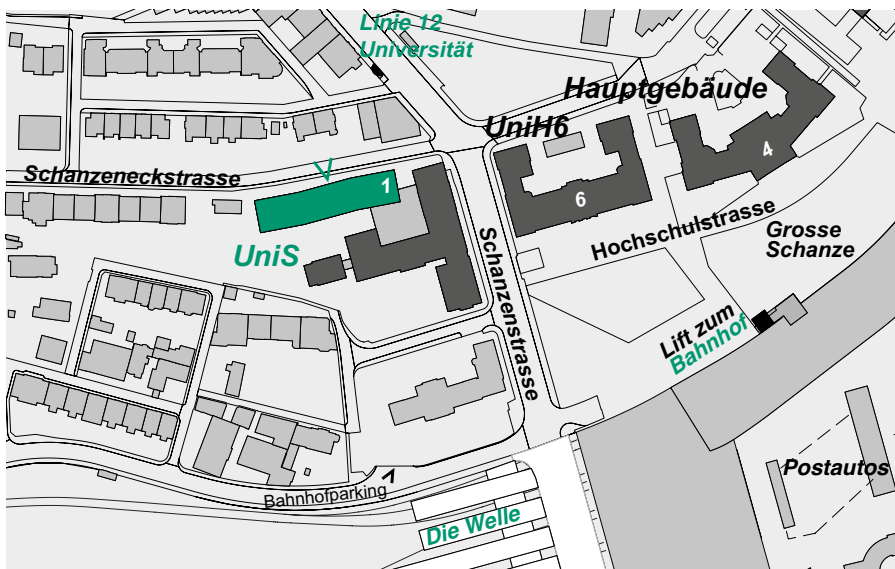 Linie 12
Universität
Hauptgebäude
UniH6
4
Schanzeneckstrasse
1
6
UniS
Hochschulstrasse
Grosse
Schanze
Schanzenstrasse
Lift zum
Bahnhof
Postautos
Bahnhofparking
Die Welle